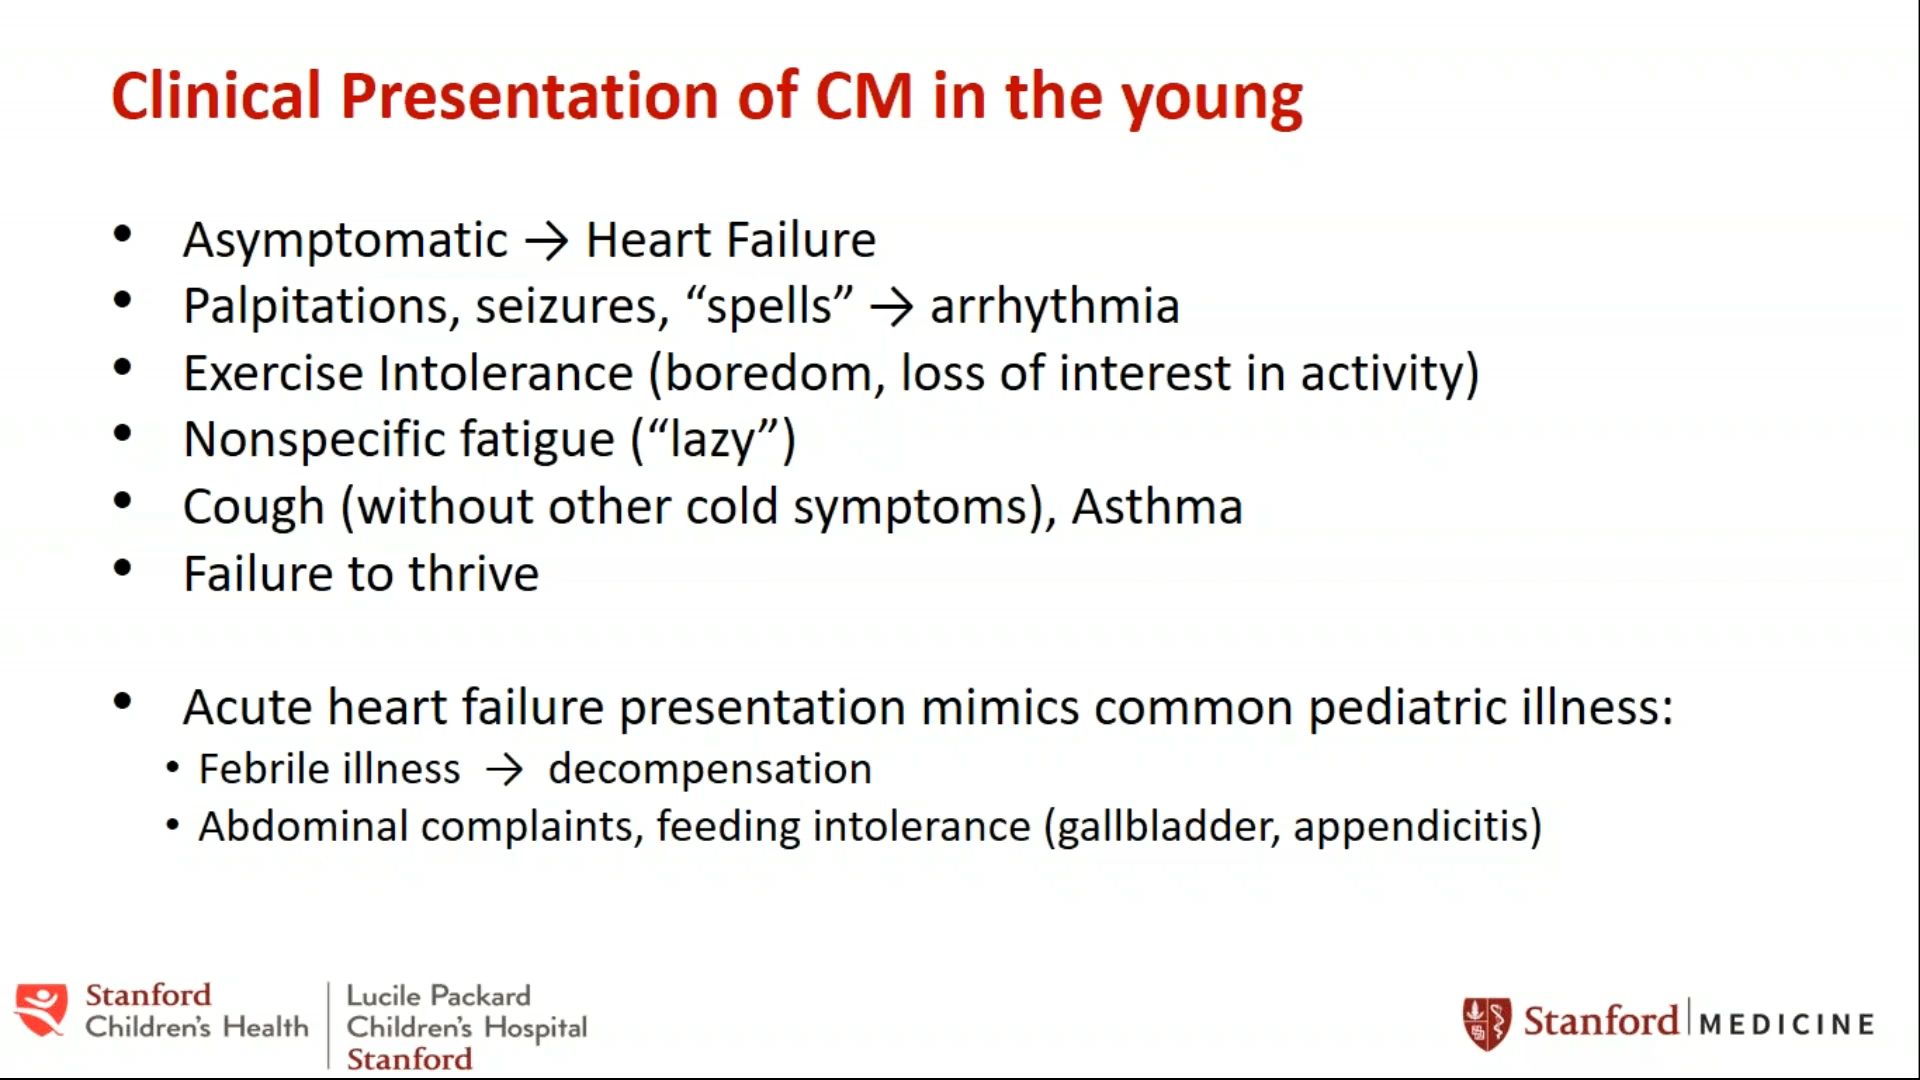 Clinical Presentation of CM in the young
• Asymptomatic → Heart Failure
• Palpitations, seizures, “spells” → arrhythmia
• Exercise Intolerance (boredom, loss of interest in activity)
• Nonspecific fatigue (“lazy”)
• Cough (without other cold symptoms), Asthma
• Failure to thrive
• Acute heart failure presentation mimics common pediatric illness:
• Febrile illness → decompensation
• Abdominal complaints, feeding intolerance (gallbladder, appendicitis)
Stanford
Children’s Health
Lucile Packard
Children’s Hospital
Stanford
Stanford MEDICINE